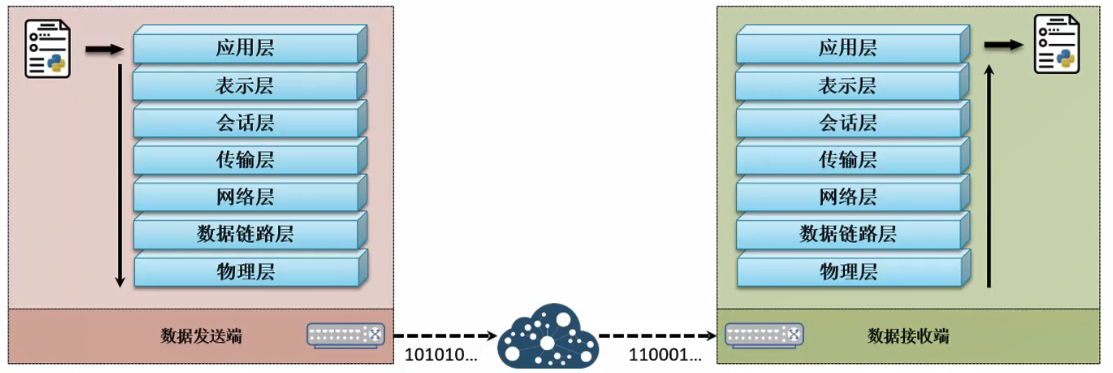 应用层
表示层
会话层
传输层
网络层
数据链路层
物理层
数据发送端
101010...
110001...
应用层
表示层
会话层
传输层
网络层
数据链路层
物理层
数据接收端